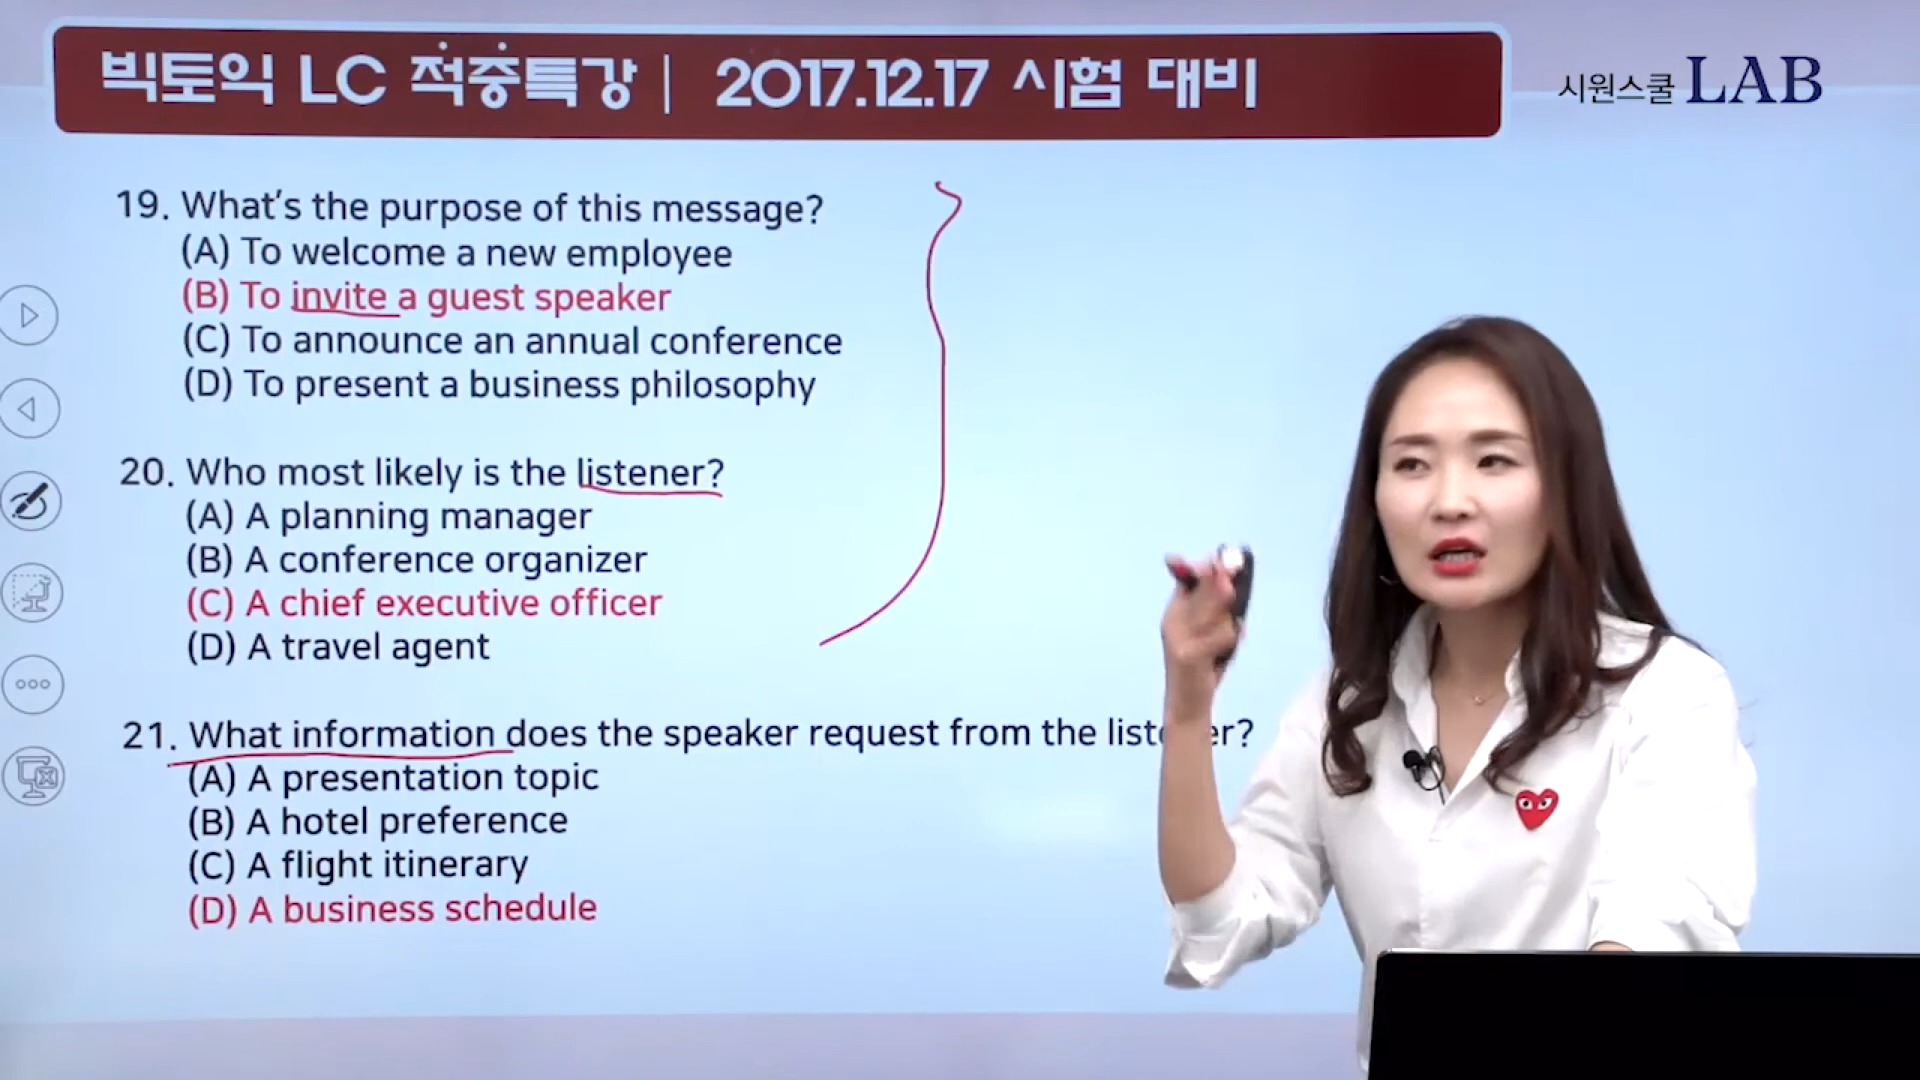 빅토익 LC 적중특강 | 2017.12.17 시험 대비
시원스쿨 LAB
19. What's the purpose of this message?
(A) To welcome a new employee
(B) To invite a guest speaker
(C) To announce an annual conference
(D) To present a business philosophy
20. Who most likely is the listener?
(A) A planning manager
(B) A conference organizer
(C) A chief executive officer
(D) A travel agent
21. What information does the speaker request from the listener?
(A) A presentation topic
(B) A hotel preference
(C) A flight itinerary
(D) A business schedule